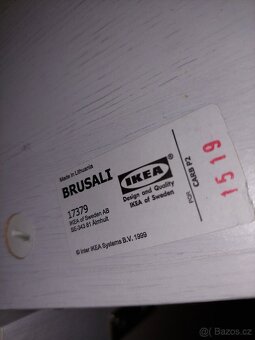 Made in Lithuania
BRUSALI
17379
IKEA of Sweden AB
SE-343 81 Älmhult
© Inter IKEA Systems B.V. 1999
IKEA
Design and Quality
IKEA of Sweden
CARB P2
1519
Bazoš.cz